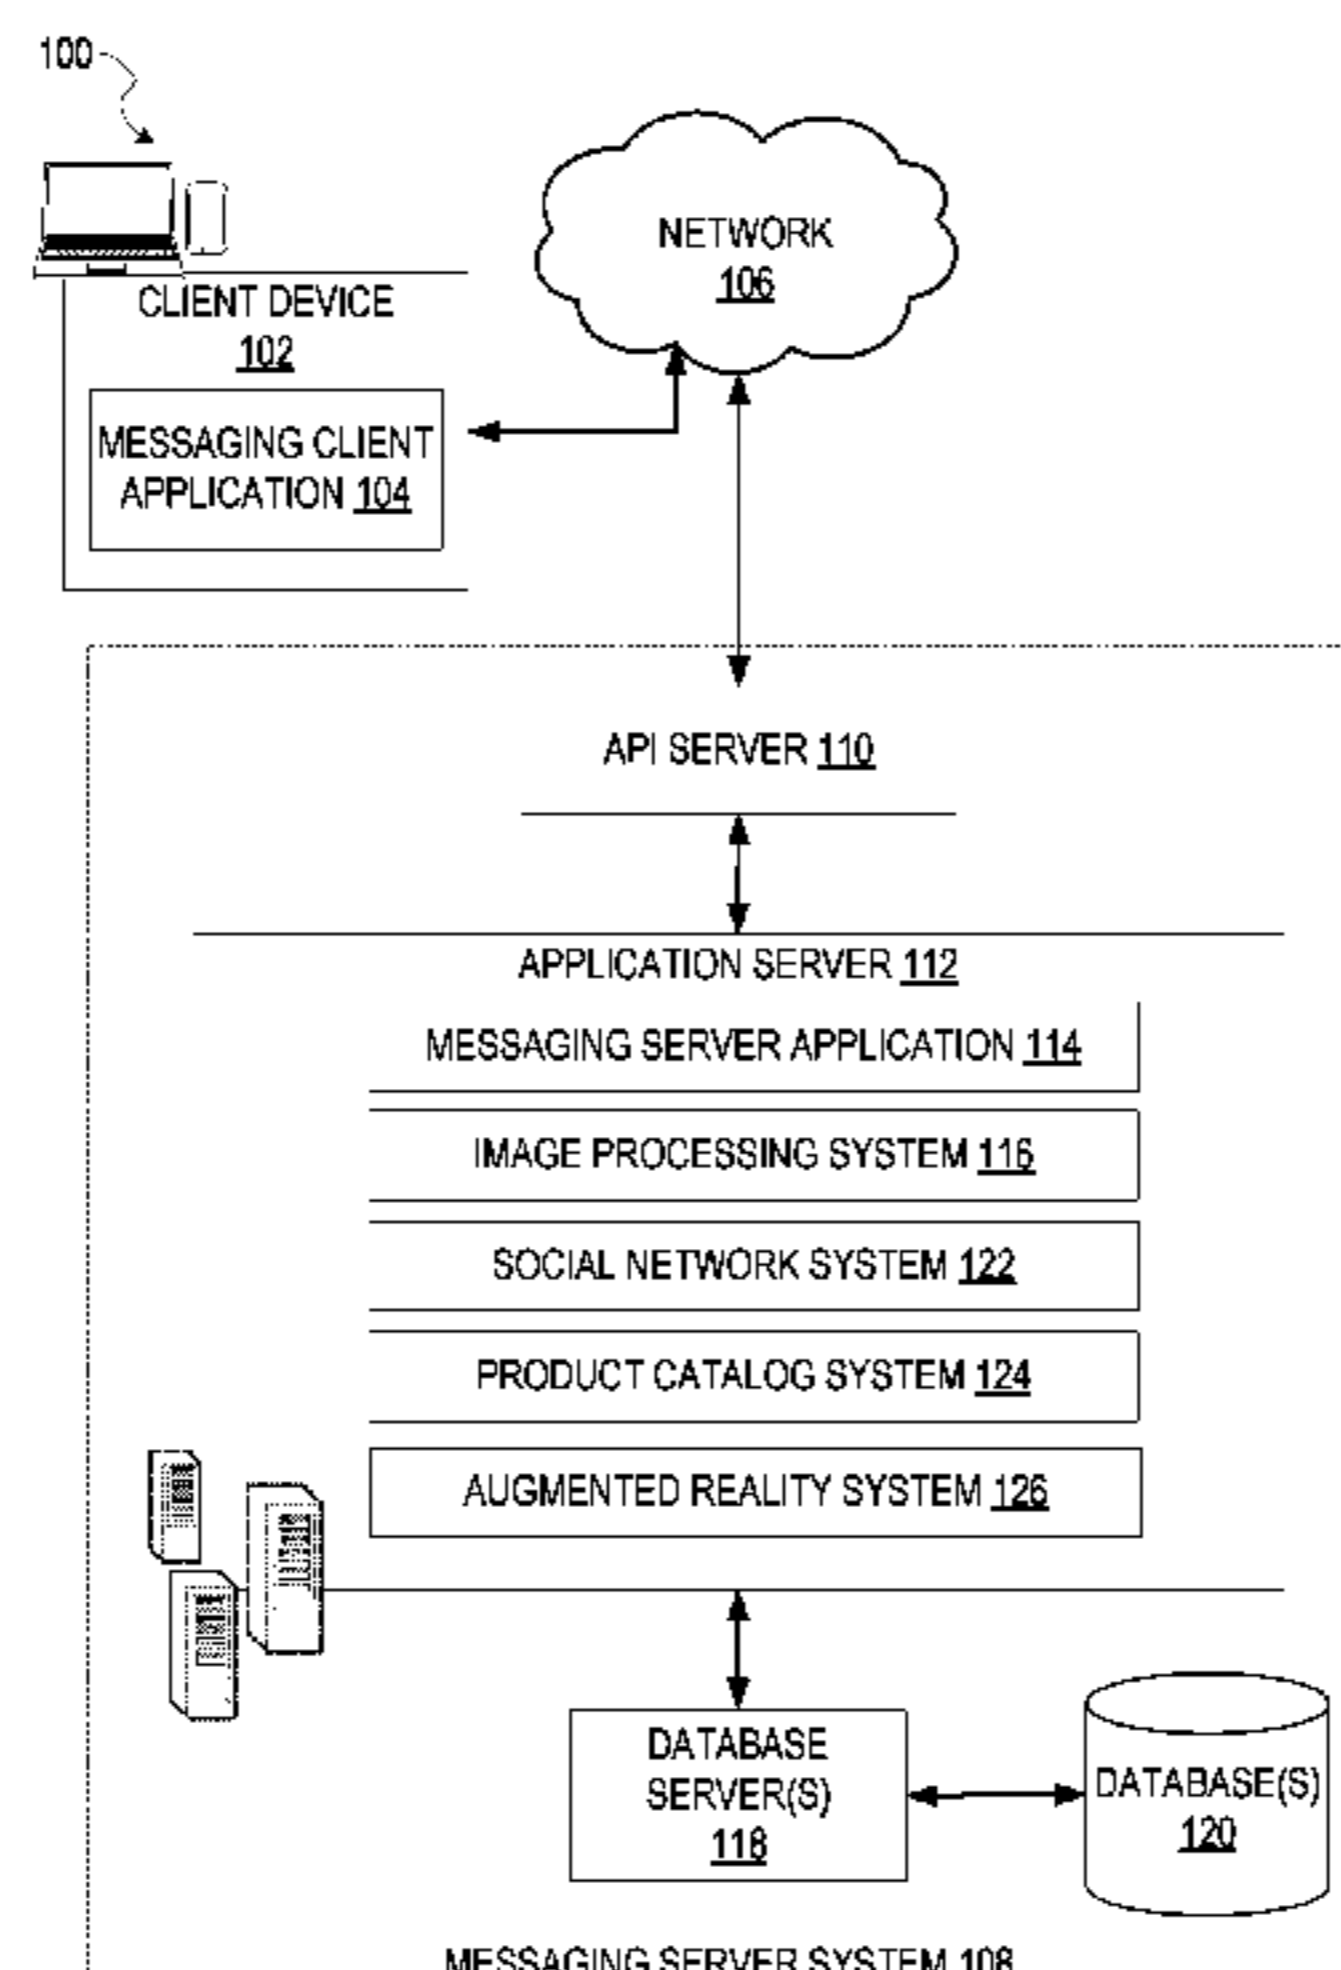 100
NETWORK
106
CLIENT DEVICE
102
MESSAGING CLIENT
APPLICATION 104
API SERVER 110
APPLICATION SERVER 112
MESSAGING SERVER APPLICATION 114
IMAGE PROCESSING SYSTEM 116
SOCIAL NETWORK SYSTEM 122
PRODUCT CATALOG SYSTEM 124
AUGMENTED REALITY SYSTEM 126
DATABASE
SERVER(S)
118
DATABASE(S)
120
MESSAGING SERVER SYSTEM 108